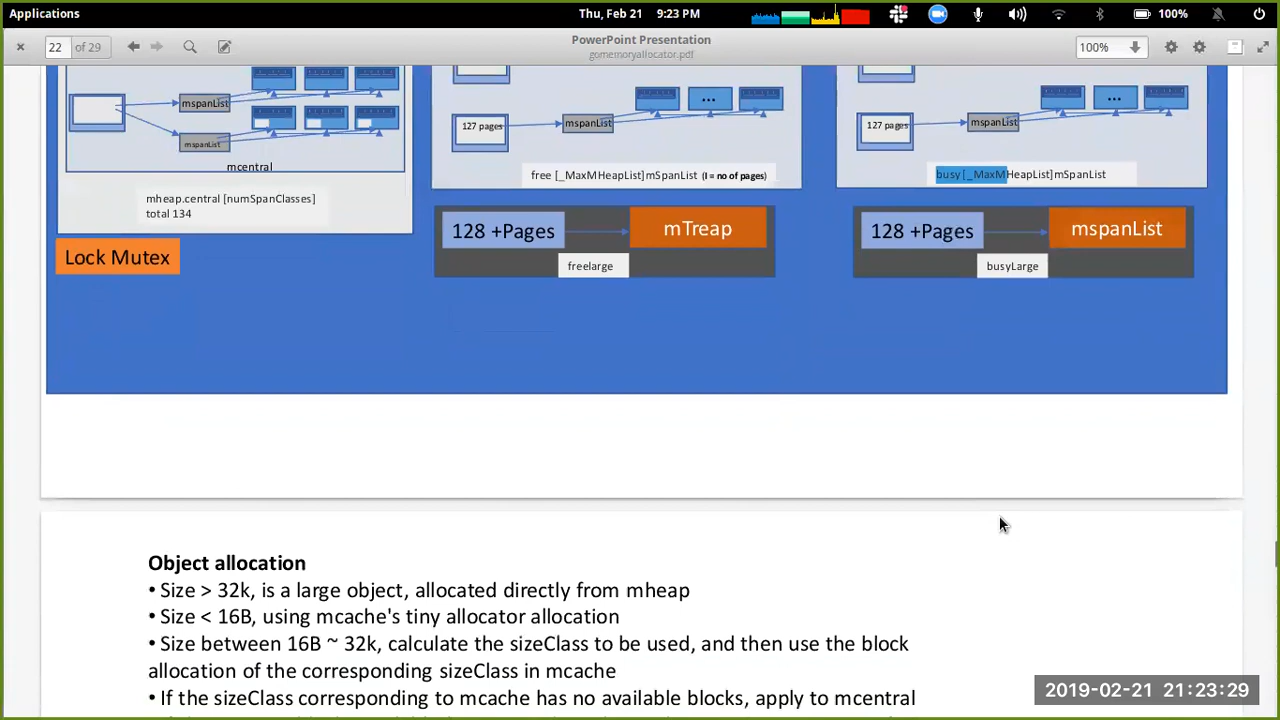 Applications
Thu, Feb 21 9:23 PM
100%
22 of 29
PowerPoint Presentation
gomemoryallocator.pdf
100%
mspanList
mspanList
mcentral
mheap.central [numSpanClasses]
total 134
Lock Mutex
127 pages
mspanList
...
free [_MaxMHeapList]mSpanList (I = no of pages)
128 +Pages
mTreap
freelarge
127 pages
mspanList
...
busy [_MaxMHeapList]mSpanList
128 +Pages
mspanList
busyLarge
Object allocation
• Size > 32k, is a large object, allocated directly from mheap
• Size < 16B, using mcache's tiny allocator allocation
• Size between 16B ~ 32k, calculate the sizeClass to be used, and then use the block
allocation of the corresponding sizeClass in mcache
• If the sizeClass corresponding to mcache has no available blocks, apply to mcentral
2019-02-21 21:23:29